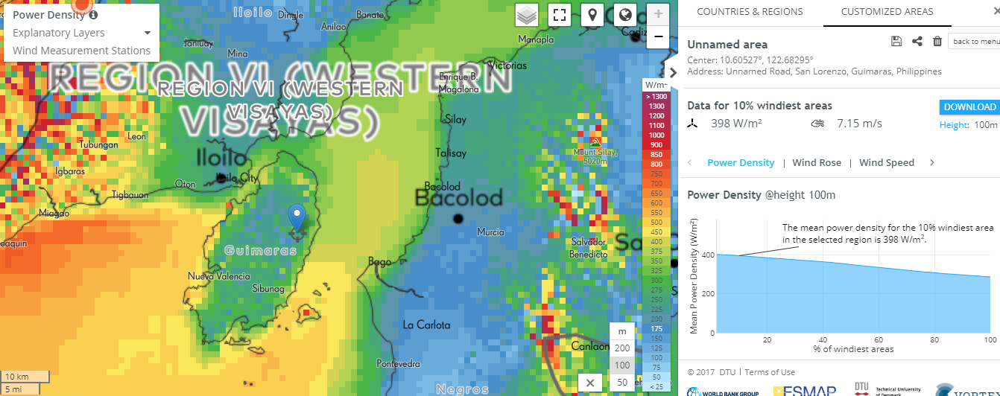 Power Density
Explanatory Layers
Wind Measurement Stations
Iloilo
Dingle
Banate
Anilao
Janiuay
Mina
Manapla
Cadiz
Victorias
REGION VI (WESTERN
VISAYAS)
REGION VI (WESTERN
VISAYAS)
Enrique B.
Magalona
Silay
Leon
Tubungan
Talisay
Mount Silay,
5020m
Iloilo
Iloilo City
Igbaras
Oton
Tigbauan
Bacolod
Bacolod
Miagao
Murcia
Guimaras
Salvador
Benedicto
Bago
Nueva Valencia
Sibunag
La Carlota
Canlaon
Pontevedra
Negros
10 km
5 mi
+
−
W/m²
> 1300
1300
1200
1100
1000
900
850
800
750
700
650
600
550
500
450
400
375
350
325
300
275
250
225
200
175
150
125
100
75
50
< 25
m
200
100
50
COUNTRIES & REGIONS
CUSTOMIZED AREAS
Unnamed area
back to menu
Center: 10.60527°, 122.68295°
Address: Unnamed Road, San Lorenzo, Guimaras, Philippines
Data for 10% windiest areas
DOWNLOAD
398 W/m²
7.15 m/s
Height: 100m
Power Density | Wind Rose | Wind Speed
Power Density @height 100m
The mean power density for the 10% windiest area
in the selected region is 398 W/m².
Mean Power Density (W/m²)
400
200
0
20 40 60 80 100
% of windiest areas
© 2017 DTU | Terms of Use
WORLD BANK GROUP
ESMAP
DTU
Technical University
of Denmark
VORTEX